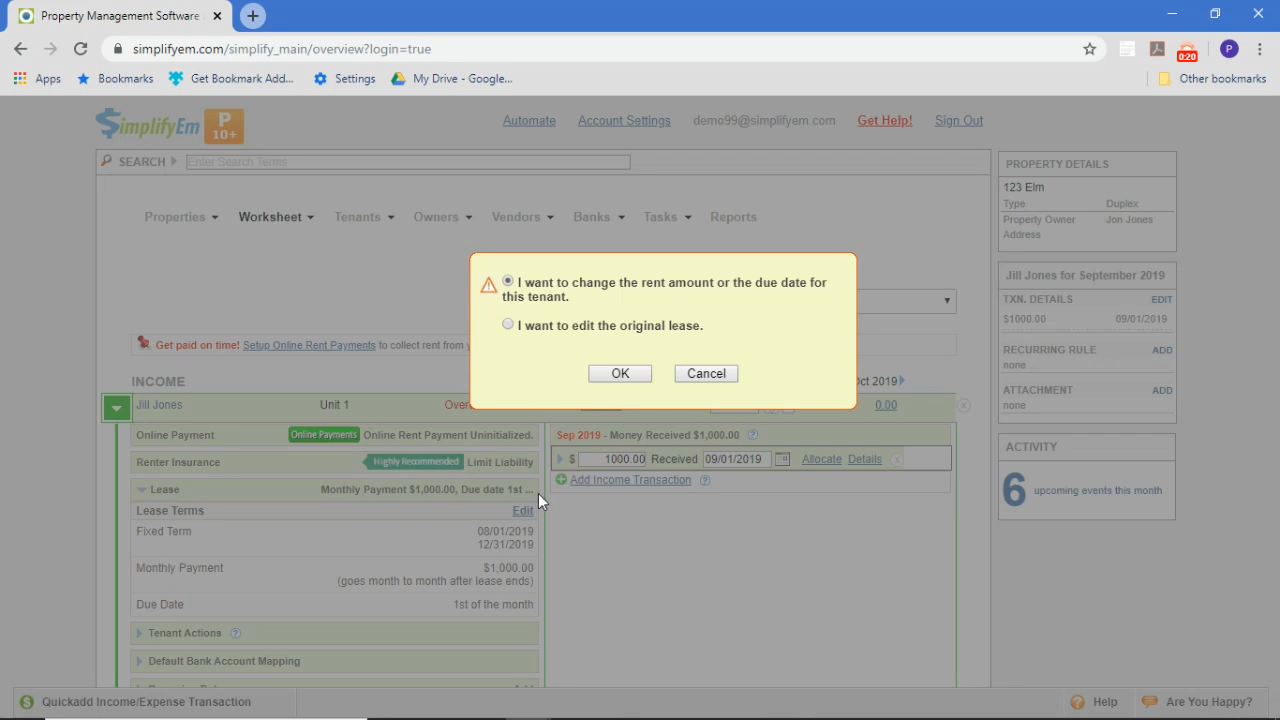 Property Management Software
simplifyem.com/simplify_main/overview?login=true
0:20
P
Apps Bookmarks Get Bookmark Add... Settings My Drive - Google... Other bookmarks
SimplifyEm P 10+
Automate Account Settings demo99@simplifyem.com Get Help! Sign Out
SEARCH Enter Search Terms
Properties Worksheet Tenants Owners Vendors Banks Tasks Reports
I want to change the rent amount or the due date for
this tenant.
I want to edit the original lease.
OK Cancel
Get paid on time! Setup Online Rent Payments to collect rent from
INCOME Oct 2019
Jill Jones Unit 1 0.00
Online Payment Online Payments Online Rent Payment Uninitialized.
Renter Insurance Highly Recommended Limit Liability
Lease Monthly Payment $1,000.00, Due date 1st ...
Lease Terms Edit
Fixed Term 08/01/2019
12/31/2019
Monthly Payment $1,000.00
(goes month to month after lease ends)
Due Date 1st of the month
Tenant Actions
Default Bank Account Mapping
Sep 2019 - Money Received $1,000.00
$ 1000.00 Received 09/01/2019 Allocate Details
Add Income Transaction
PROPERTY DETAILS
123 Elm
Type Duplex
Property Owner Jon Jones
Address
Jill Jones for September 2019
TXN. DETAILS EDIT
$1000.00 09/01/2019
RECURRING RULE ADD
none
ATTACHMENT ADD
none
ACTIVITY
6 upcoming events this month
Quickadd Income/Expense Transaction Help Are You Happy?